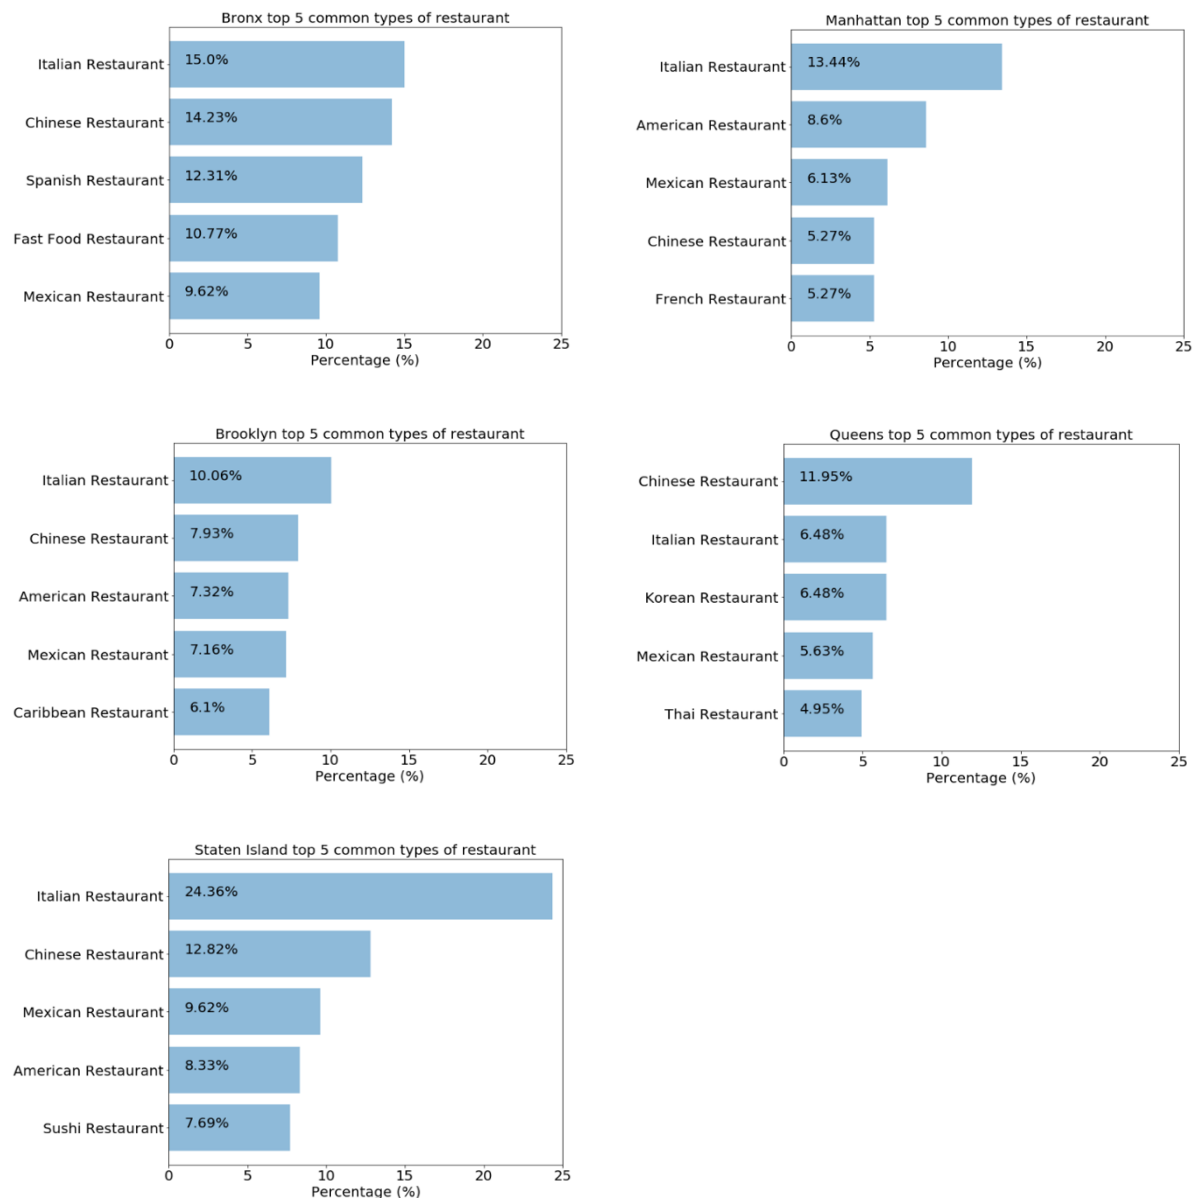 Bronx top 5 common types of restaurant
Italian Restaurant
15.0%
Chinese Restaurant
14.23%
Spanish Restaurant
12.31%
Fast Food Restaurant
10.77%
Mexican Restaurant
9.62%
0 5 10 15 20 25
Percentage (%)
Manhattan top 5 common types of restaurant
Italian Restaurant
13.44%
American Restaurant
8.6%
Mexican Restaurant
6.13%
Chinese Restaurant
5.27%
French Restaurant
5.27%
0 5 10 15 20 25
Percentage (%)
Brooklyn top 5 common types of restaurant
Italian Restaurant
10.06%
Chinese Restaurant
7.93%
American Restaurant
7.32%
Mexican Restaurant
7.16%
Caribbean Restaurant
6.1%
0 5 10 15 20 25
Percentage (%)
Queens top 5 common types of restaurant
Chinese Restaurant
11.95%
Italian Restaurant
6.48%
Korean Restaurant
6.48%
Mexican Restaurant
5.63%
Thai Restaurant
4.95%
0 5 10 15 20 25
Percentage (%)
Staten Island top 5 common types of restaurant
Italian Restaurant
24.36%
Chinese Restaurant
12.82%
Mexican Restaurant
9.62%
American Restaurant
8.33%
Sushi Restaurant
7.69%
0 5 10 15 20 25
Percentage (%)